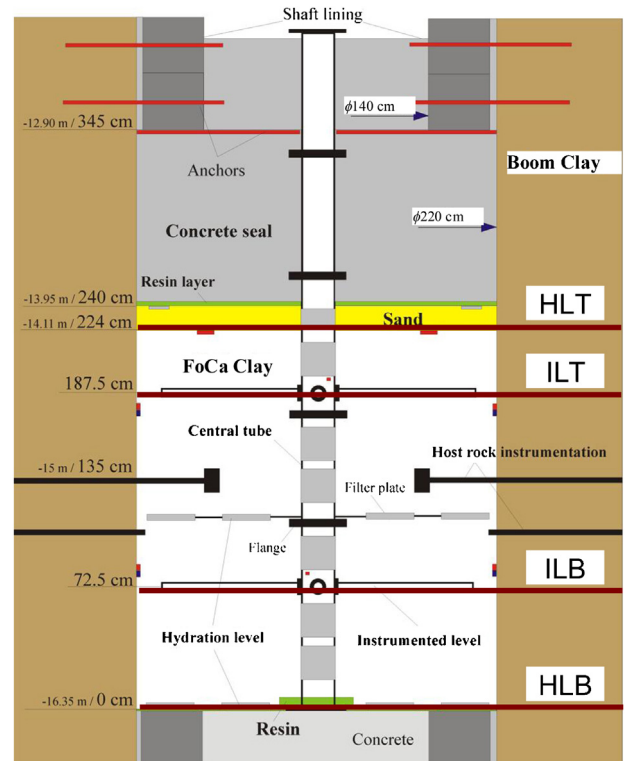 Shaft lining
ϕ140 cm
-12.90 m / 345 cm
Boom Clay
Anchors
ϕ220 cm
Concrete seal
Resin layer
-13.95 m / 240 cm
HLT
Sand
-14.11 m / 224 cm
FoCa Clay
ILT
187.5 cm
Central tube
Host rock instrumentation
-15 m / 135 cm
Filter plate
Flange
ILB
72.5 cm
Hydration level
Instrumented level
HLB
-16.35 m / 0 cm
Resin
Concrete